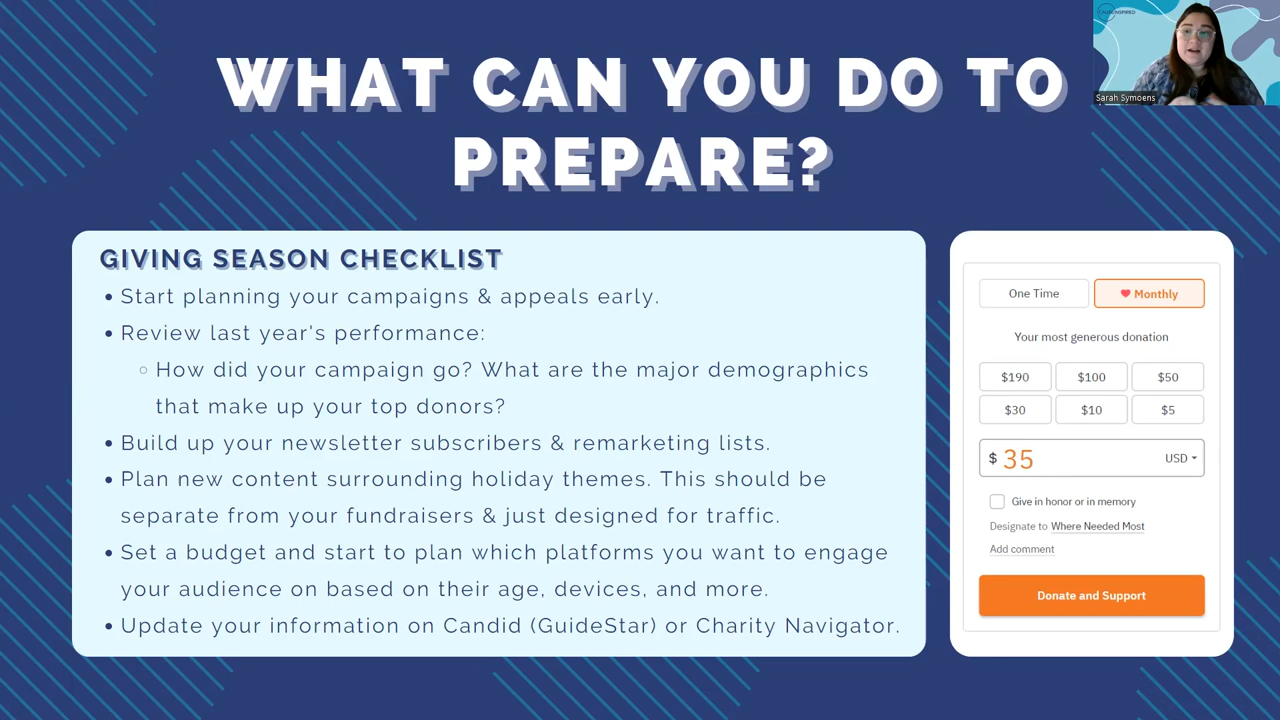 WHAT CAN YOU DO TO
PREPARE?
Sarah Symoens
GIVING SEASON CHECKLIST
• Start planning your campaigns & appeals early.
• Review last year's performance:
○ How did your campaign go? What are the major demographics
that make up your top donors?
• Build up your newsletter subscribers & remarketing lists.
• Plan new content surrounding holiday themes. This should be
separate from your fundraisers & just designed for traffic.
• Set a budget and start to plan which platforms you want to engage
your audience on based on their age, devices, and more.
• Update your information on Candid (GuideStar) or Charity Navigator.
One Time
Monthly
Your most generous donation
$190 $100 $50
$30 $10 $5
$ 35 USD
Give in honor or in memory
Designate to Where Needed Most
Add comment
Donate and Support